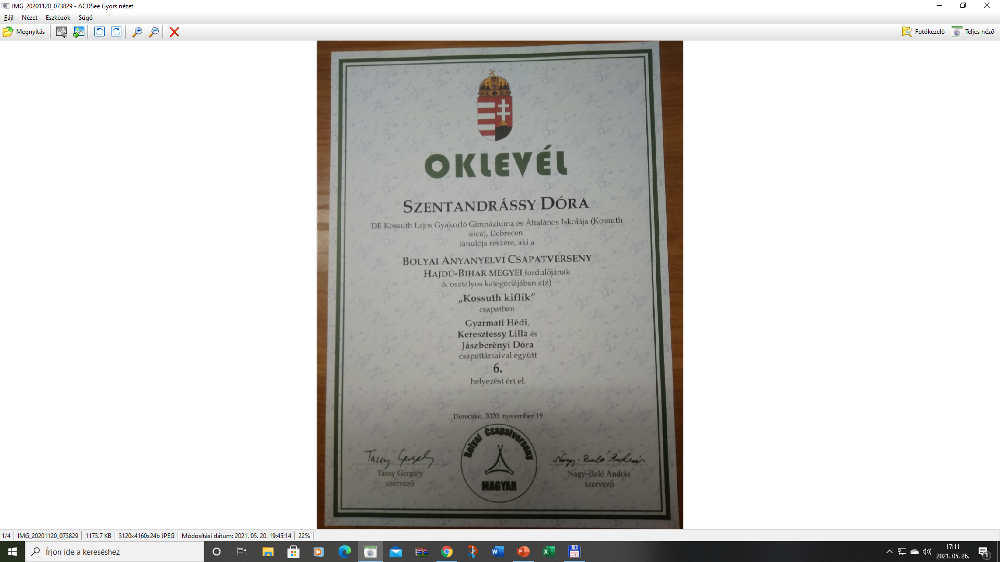 IMG_20201120_073829 - ACDSee Gyors nézet
Fájl Nézet Eszközök Súgó
Megnyitás Fotókezelő Teljes néző
OKLEVÉL
SZENTANDRÁSSY DÓRA
DE Kossuth Lajos Gyakorló Gimnáziuma és Általános Iskolája (Kossuth
utca), Debrecen
tanulója részére, aki a
BOLYAI ANYANYELVI CSAPATVERSENY
HAJDÚ-BIHAR MEGYEI fordulójának
6. osztályos kategóriájában a(z)
„Kossuth kiflik”
csapatban
Gyarmati Hédi,
Keresztessy Lilla és
Jászberényi Dóra
csapattársaival együtt
6.
helyezést ért el.
Derecske, 2020. november 19.
Bolyai Csapatverseny
MAGYAR
Tassy Gergely
Tassy Gergely
szervező
Nagy-Baló András
Nagy-Baló András
szervező
1/4 IMG_20201120_073829 1173.7 KB 3120x4160x24b JPEG Módosítási dátum: 2021. 05. 20. 19:45:14 22%
Írjon ide a kereséshez
17:11
2021. 05. 26.
1